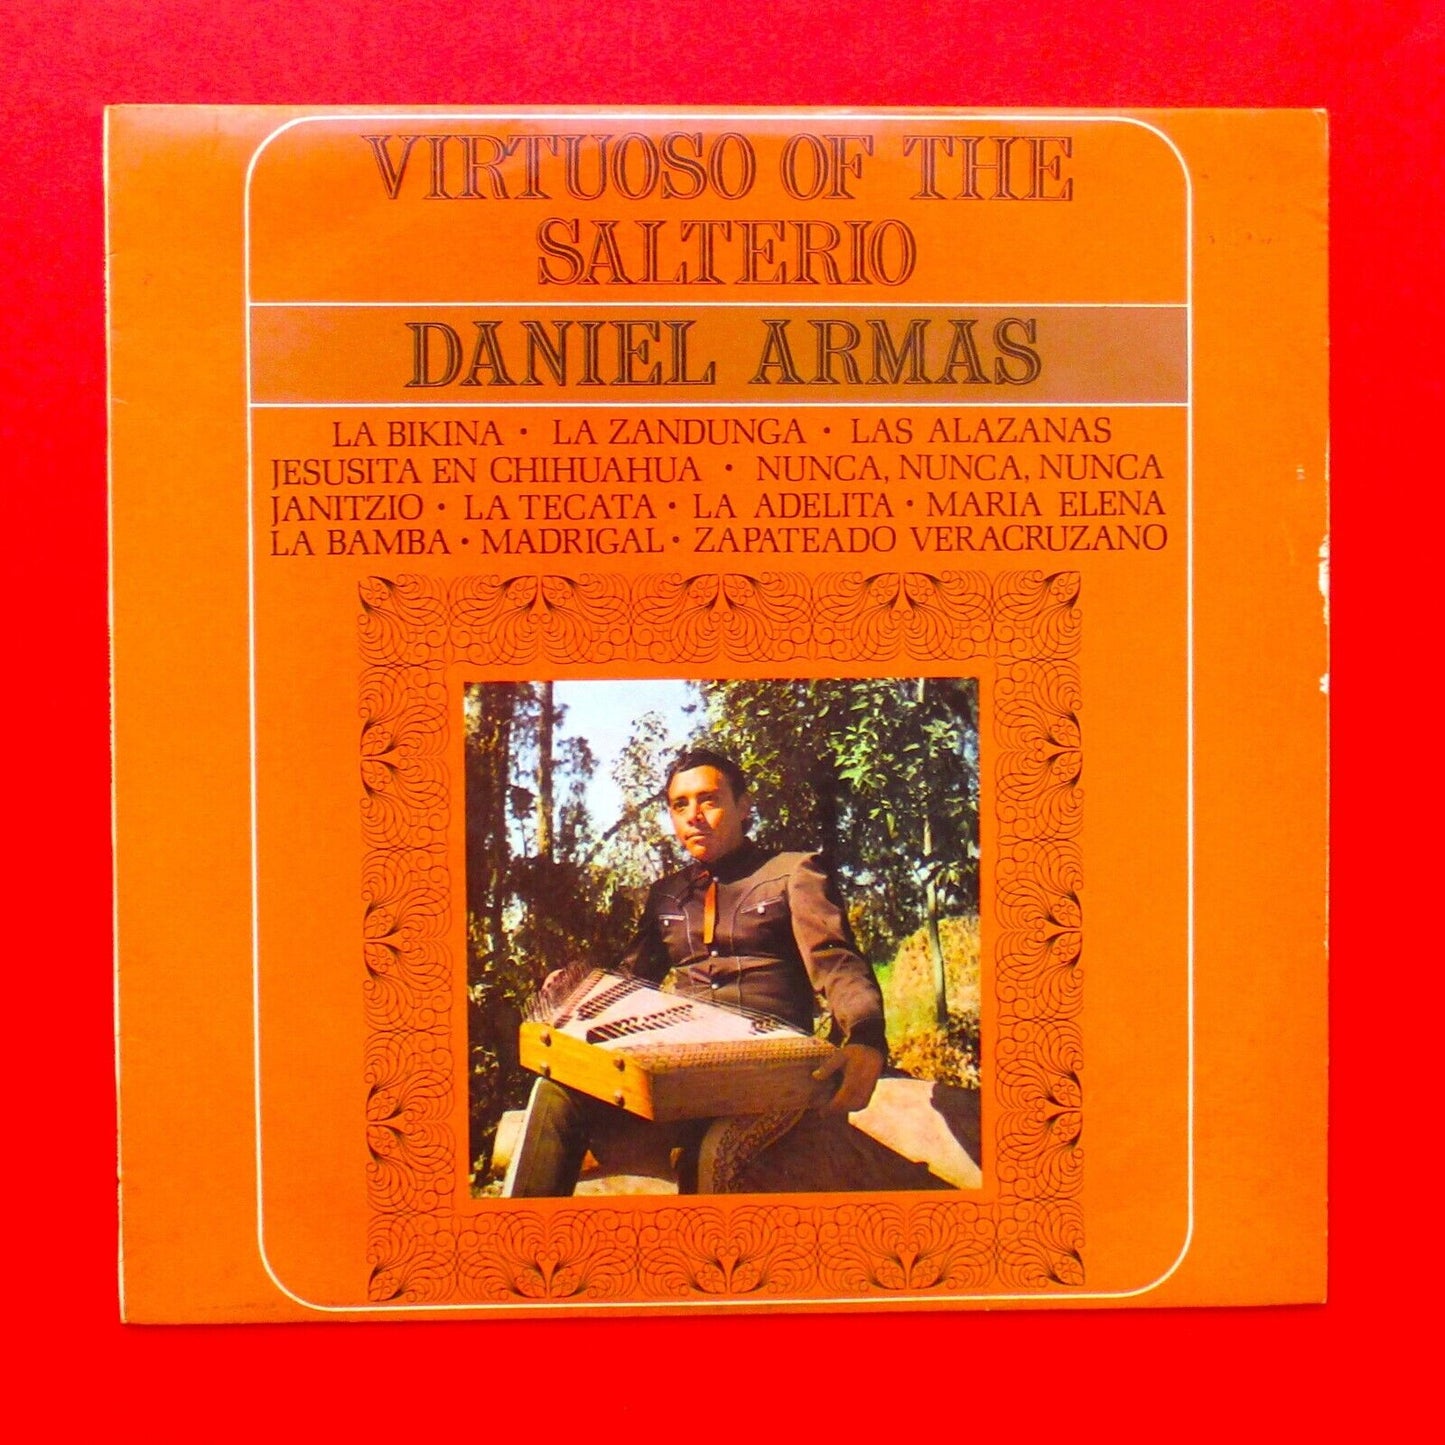 VIRTUOSO OF THE
SALTERIO
DANIEL ARMAS
LA BIKINA • LA ZANDUNGA • LAS ALAZANAS
JESUSITA EN CHIHUAHUA • NUNCA, NUNCA, NUNCA
JANITZIO • LA TECATA • LA ADELITA • MARIA ELENA
LA BAMBA • MADRIGAL • ZAPATEADO VERACRUZANO